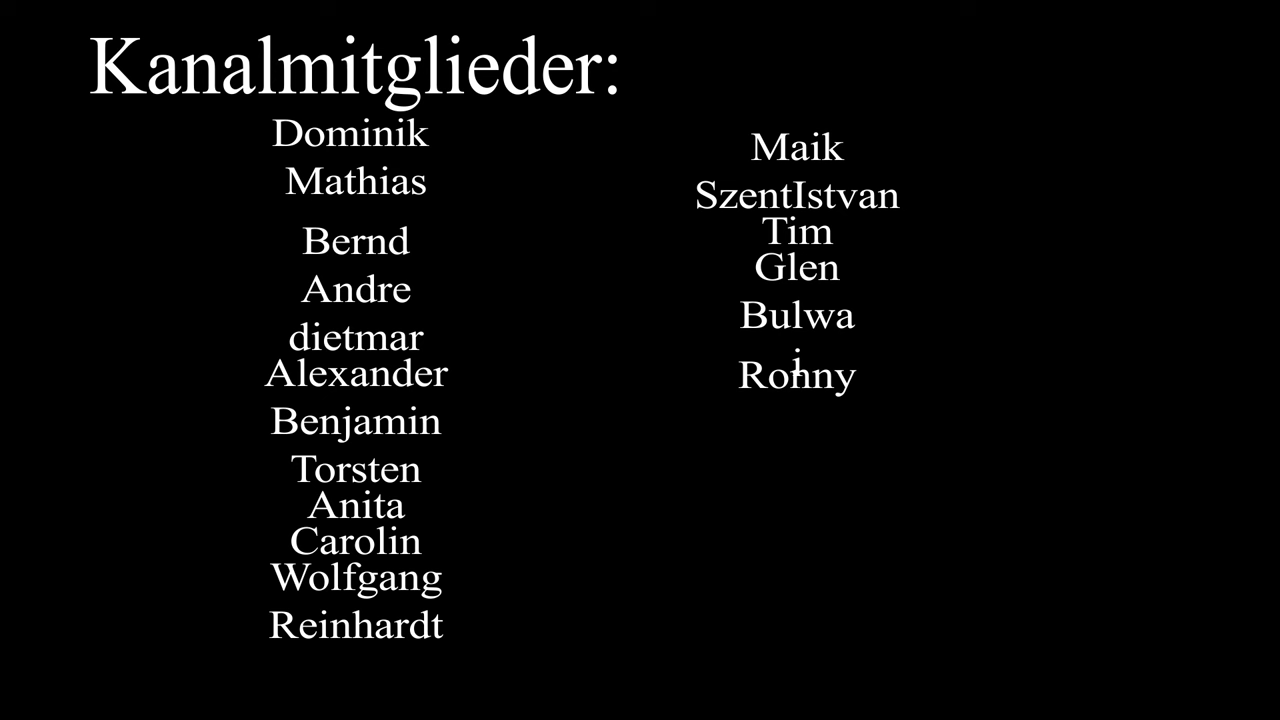 Kanalmitglieder:
Dominik
Mathias
Bernd
Andre
dietmar
Alexander
Benjamin
Torsten
Anita
Carolin
Wolfgang
Reinhardt
Maik
SzentIstvan
Tim
Glen
Bulwa
i
Ronny